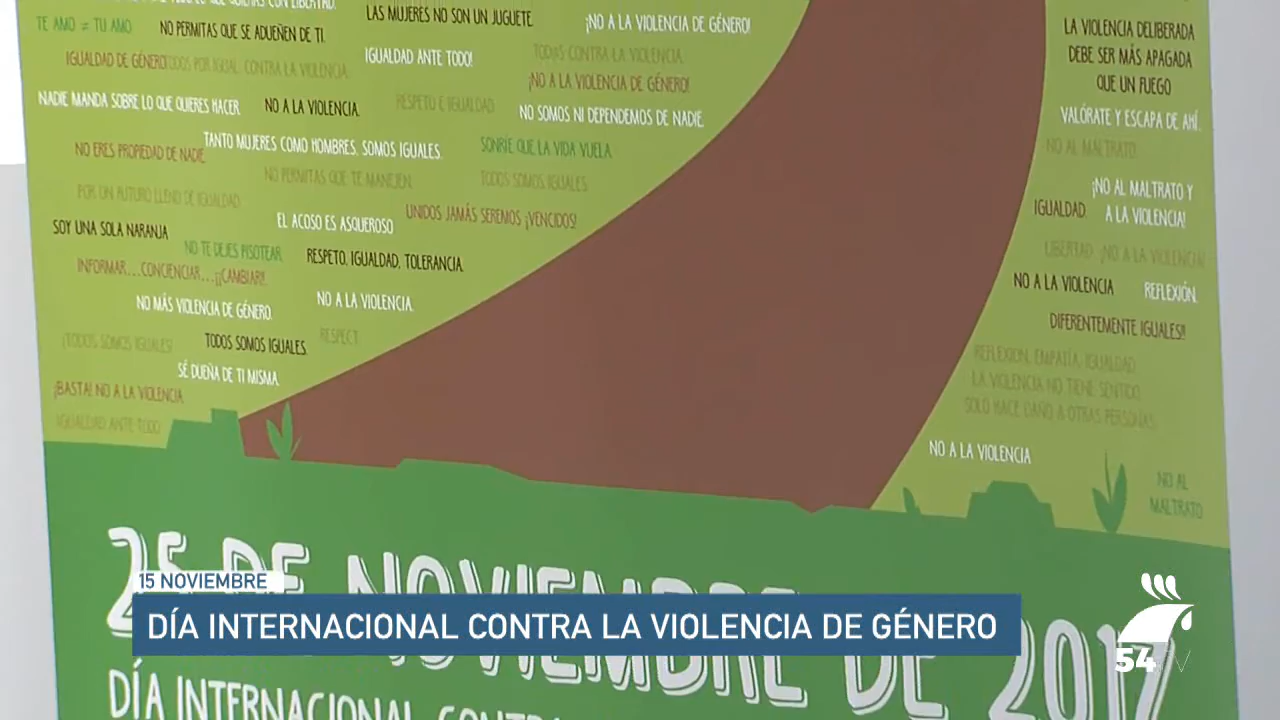 LAS MUJERES NO SON UN JUGUETE.
¡NO A LA VIOLENCIA DE GÉNERO!
TE AMO = TU AMO
NO PERMITAS QUE SE ADUEÑEN DE TI.
IGUALDAD ANTE TODO!
TOD@S CONTRA LA VIOLENCIA.
IGUALDAD DE GÉNERO
TODOS POR IGUAL, CONTRA LA VIOLENCIA.
¡NO A LA VIOLENCIA DE GÉNERO!
NADIE MANDA SOBRE LO QUE QUIERES HACER
NO A LA VIOLENCIA.
RESPETO E IGUALDAD
NO SOMOS NI DEPENDEMOS DE NADIE.
TANTO MUJERES COMO HOMBRES, SOMOS IGUALES.
SONRÍE QUE LA VIDA VUELA.
NO ERES PROPIEDAD DE NADIE.
NO PERMITAS QUE TE MANEJEN.
TODOS SOMOS IGUALES.
POR UN FUTURO LLENO DE IGUALDAD.
EL ACOSO ES ASQUEROSO
UNIDOS JAMÁS SEREMOS ¡VENCIDOS!
SOY UNA SOLA NARANJA
NO TE DEJES PISOTEAR
RESPETO, IGUALDAD, TOLERANCIA.
INFORMAR...CONCIENCIAR...¡¡CAMBIAR!!
NO MÁS VIOLENCIA DE GÉNERO.
NO A LA VIOLENCIA.
RESPECT
¡TODOS SOMOS IGUALES!
TODOS SOMOS IGUALES.
SÉ DUEÑA DE TI MISMA.
¡BASTA! NO A LA VIOLENCIA
IGUALDAD ANTE TODO
LA VIOLENCIA DELIBERADA
DEBE SER MÁS APAGADA
QUE UN FUEGO
VALÓRATE Y ESCAPA DE AHÍ.
NO AL MALTRATO.
¡NO AL MALTRATO Y
A LA VIOLENCIA!
IGUALDAD.
LIBERTAD. ¡NO A LA VIOLENCIA!
NO A LA VIOLENCIA
REFLEXIÓN.
DIFERENTEMENTE IGUALES!!
REFLEXIÓN, EMPATÍA, IGUALDAD.
LA VIOLENCIA NO TIENE SENTIDO.
SOLO HACE DAÑO A OTRAS PERSONAS.
NO A LA VIOLENCIA
NO AL
MALTRATO
25 DE NOVIEMBRE DE 2017
15 NOVIEMBRE
DÍA INTERNACIONAL CONTRA LA VIOLENCIA DE GÉNERO
DÍA INTERNACIONAL
54TV